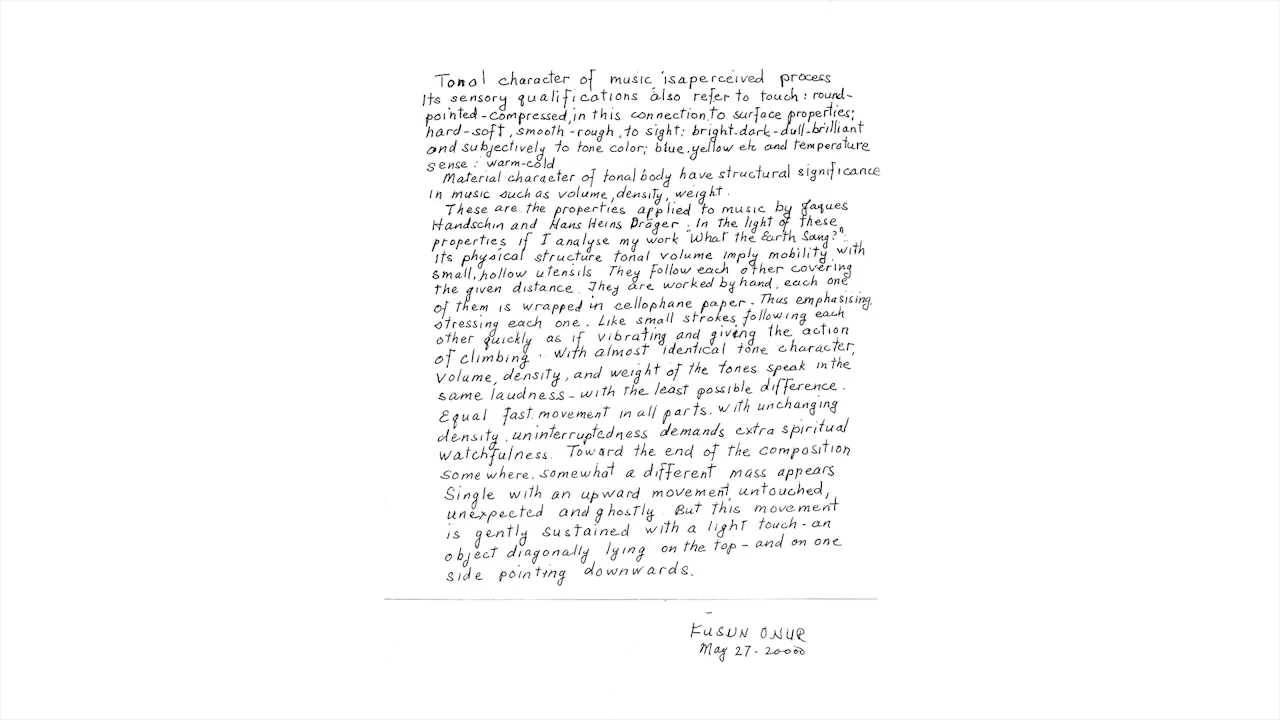 Tonal character of music isaperceived process
Its sensory qualifications also refer to touch: round-
pointed-compressed, in this connection, to surface properties;
hard-soft, smooth-rough, to sight; bright-dark-dull-brilliant
and subjectively to tone color; blue, yellow etc and temperature
sense: warm-cold
Material character of tonal body have structural significance
In music such as volume, density, weight.
These are the properties applied to music by Jaques
Handschin and Hans Heins Dräger. In the light of these
properties if I analyse my work "What the Earth Sang?":
its physical structure tonal volume imply mobility with
small, hollow utensils They follow each other covering
the given distance. They are worked by hand, each one
of them is wrapped in cellophane paper. Thus emphasising,
stressing each one. Like small strokes following each
other quickly as if vibrating and giving the action
of climbing. With almost identical tone character,
volume, density, and weight of the tones speak in the
same laudness - with the least possible difference.
Equal fast movement in all parts, with unchanging
density, uninterruptedness demands extra spiritual
watchfulness. Toward the end of the composition
some where, somewhat a different mass appears
Single with an upward movement, untouched,
unexpected and ghostly. But this movement
is gently sustained with a light touch - an
object diagonally lying on the top - and on one
side pointing downwards.
FUSUN ONUR
May 27-